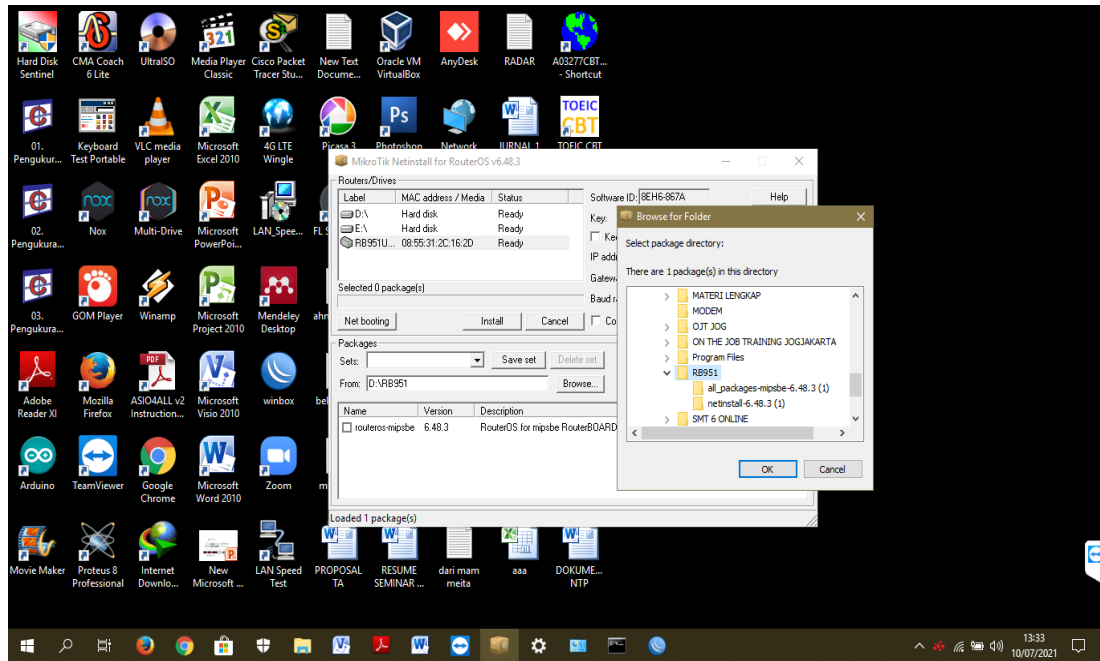 Hard Disk
Sentinel
CMA Coach
6 Lite
UltraISO
Media Player
Classic
Cisco Packet
Tracer Stu...
New Text
Docume...
Oracle VM
VirtualBox
AnyDesk
RADAR
A03277CBT...
- Shortcut
01.
Pengukur...
Keyboard
Test Portable
VLC media
player
Microsoft
Excel 2010
4G LTE
Wingle
Picasa 3
Photoshop
Network
JURNAL 1
TOEIC CBT
TOEIC
CBT
02.
Pengukura...
Nox
Multi-Drive
Microsoft
PowerPoi...
LAN_Spee...
FL S
03.
Pengukura...
GOM Player
Winamp
Microsoft
Project 2010
Mendeley
Desktop
ahn
Adobe
Reader XI
Mozilla
Firefox
ASIO4ALL v2
Instruction...
Microsoft
Visio 2010
winbox
bel
Arduino
TeamViewer
Google
Chrome
Microsoft
Word 2010
Zoom
m
Movie Maker
Proteus 8
Professional
Internet
Downlo...
New
Microsoft ...
LAN Speed
Test
PROPOSAL
TA
RESUME
SEMINAR ...
dari mam
meita
aaa
DOKUME...
NTP
MikroTik Netinstall for RouterOS v6.48.3
Routers/Drives
Label MAC address / Media Status
D:\ Hard disk Ready
E:\ Hard disk Ready
RB951U... 08:55:31:2C:16:2D Ready
Selected 0 package(s)
Net booting Install Cancel
Software ID: 8EH6-867A Help
Key:
Ke
IP addr
Gatew
Baud r
Co
Packages
Sets: Save set Delete set
From: D:\RB951 Browse...
Name Version Description
routeros-mipsbe 6.48.3 RouterOS for mipsbe RouterBOARD
Loaded 1 package(s)
Browse for Folder
Select package directory:
There are 1 package(s) in this directory
MATERI LENGKAP
MODEM
OJT JOG
ON THE JOB TRAINING JOGJAKARTA
Program Files
RB951
all_packages-mipsbe-6.48.3 (1)
netinstall-6.48.3 (1)
SMT 6 ONLINE
OK Cancel
13:33
10/07/2021